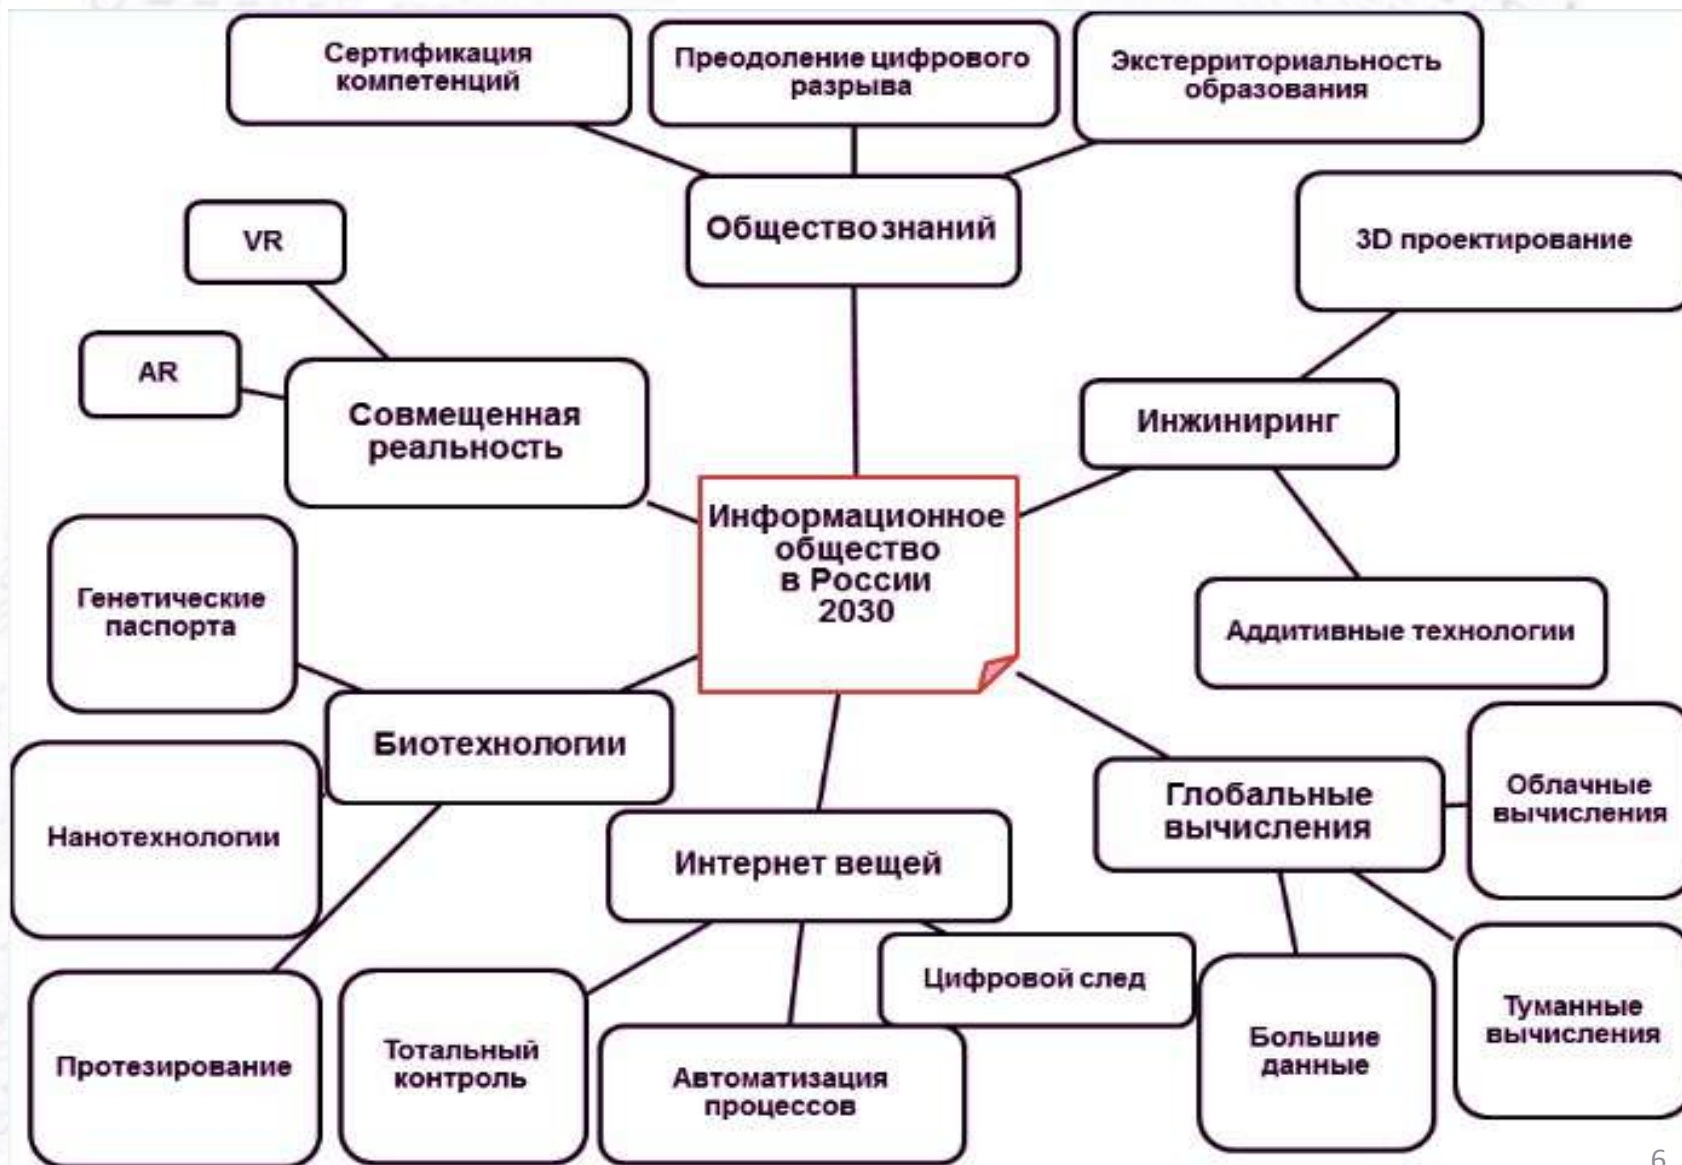 Сертификация
компетенций
Преодоление цифрового
разрыва
Экстерриториальность
образования
Общество знаний
VR
3D проектирование
AR
Совмещенная
реальность
Инжиниринг
Информационное
общество
в России
2030
Генетические
паспорта
Аддитивные технологии
Биотехнологии
Облачные
вычисления
Глобальные
вычисления
Нанотехнологии
Интернет вещей
Цифровой след
Туманные
вычисления
Большие
данные
Протезирование
Тотальный
контроль
Автоматизация
процессов
6